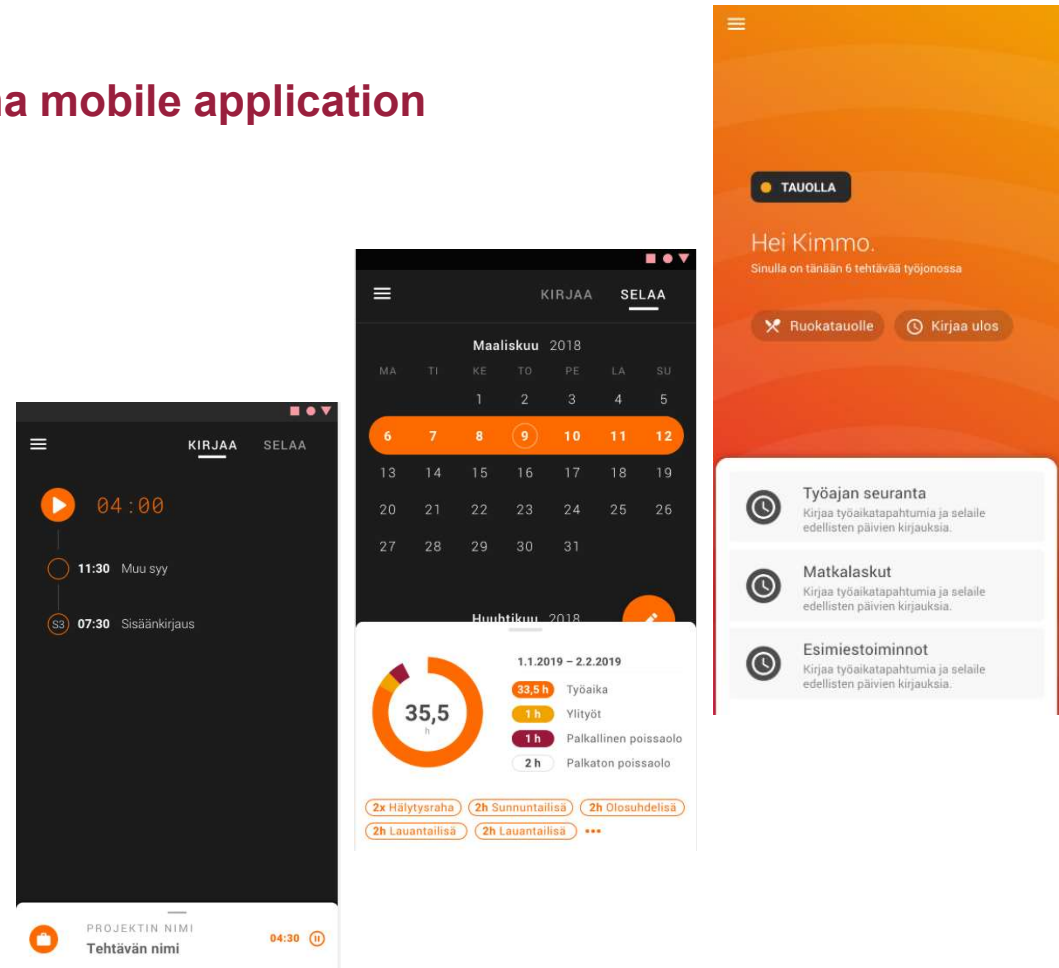 na mobile application
TAUOLLA
Hei Kimmo.
Sinulla on tänään 6 tehtävää työjonossa
Ruokatauolle
Kirjaa ulos
Työajan seuranta
Kirjaa työaikatapahtumia ja selaile
edellisten päivien kirjauksia.
Matkalaskut
Kirjaa työaikatapahtumia ja selaile
edellisten päivien kirjauksia.
Esimiestoiminnot
Kirjaa työaikatapahtumia ja selaile
edellisten päivien kirjauksia.
KIRJAA SELAA
Maaliskuu 2018
MA TI KE TO PE LA SU
1 2 3 4 5
6 7 8 9 10 11 12
13 14 15 16 17 18 19
20 21 22 23 24 25 26
27 28 29 30 31
Huuhtikuu 2018
1.1.2019 – 2.2.2019
35,5
h
33,5 h Työaika
1 h Ylityöt
1 h Palkallinen poissaolo
2 h Palkaton poissaolo
2x Hälytysraha 2h Sunnuntailisä 2h Olosuhdelisä
2h Lauantailisä 2h Lauantailisä •••
KIRJAA SELAA
04:00
11:30 Muu syy
S3 07:30 Sisäänkirjaus
PROJEKTIN NIMI
Tehtävän nimi
04:30